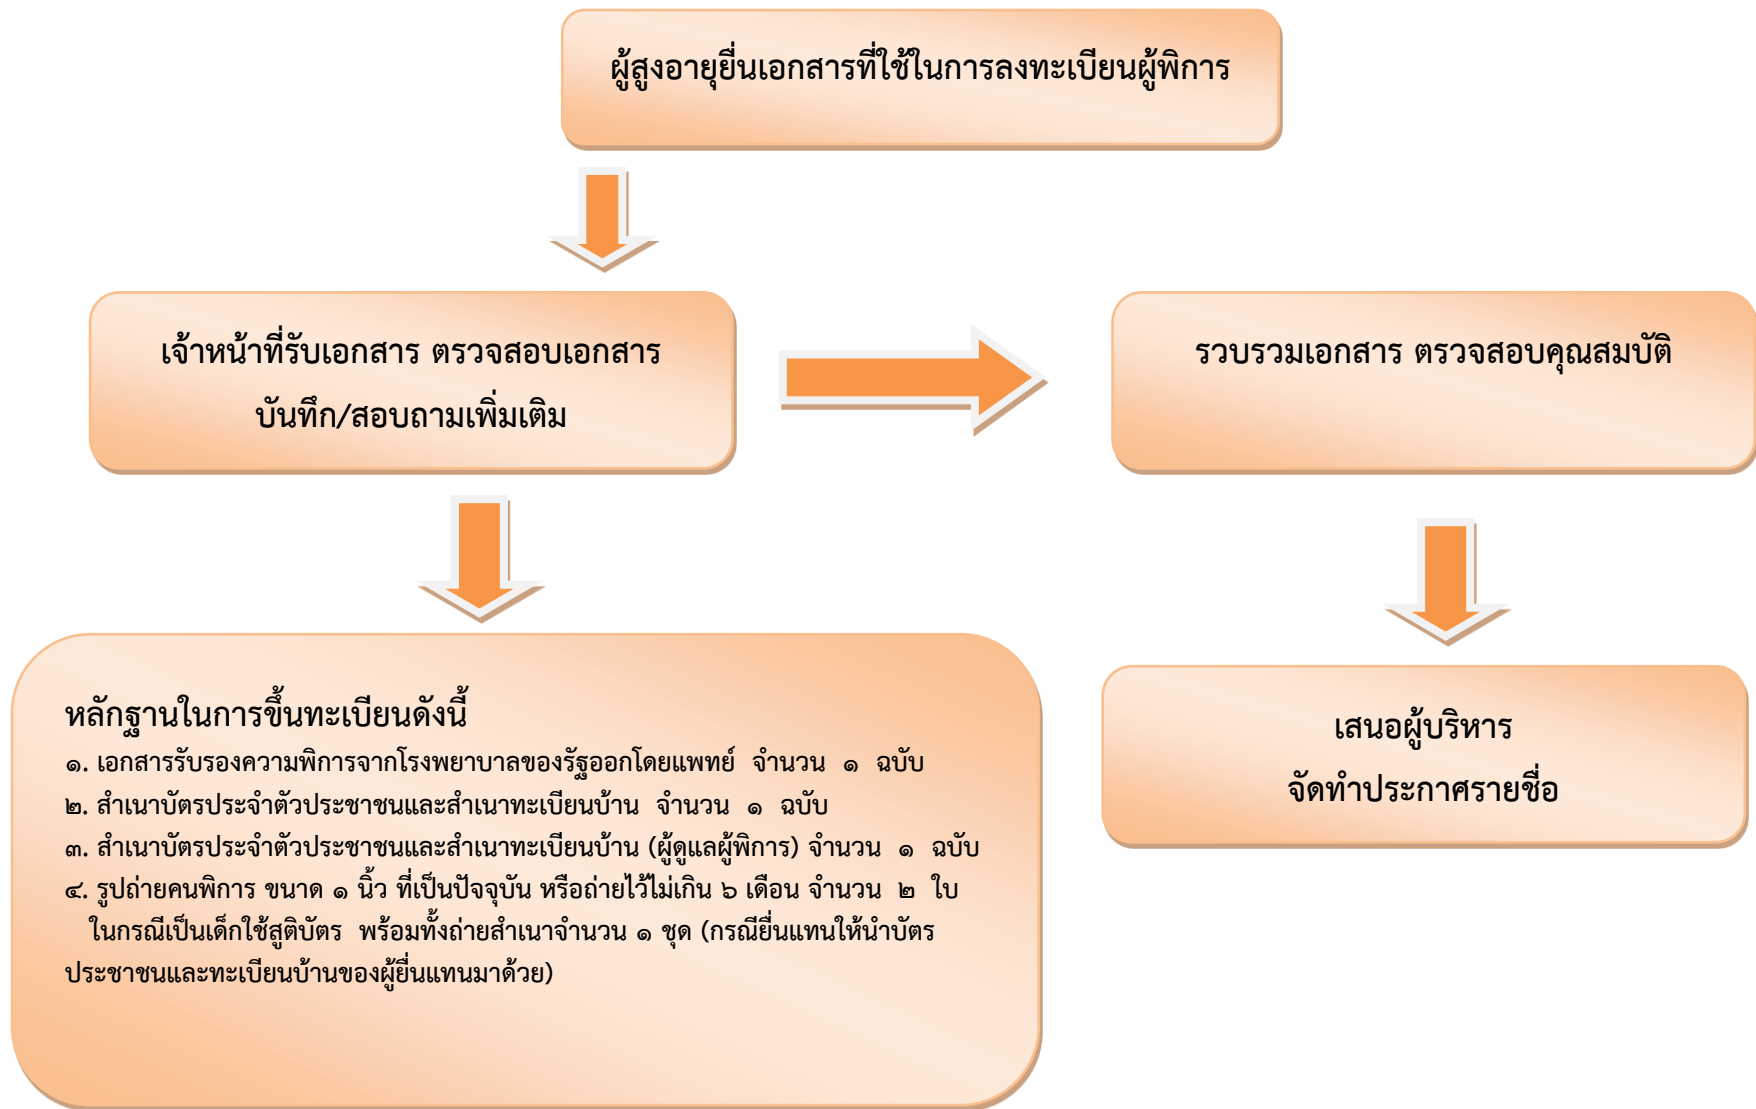 ผู้สูงอายุยื่นเอกสารที่ใช้ในการลงทะเบียนผู้พิการ
เจ้าหน้าที่รับเอกสาร ตรวจสอบเอกสาร
บันทึก/สอบถามเพิ่มเติม
รวบรวมเอกสาร ตรวจสอบคุณสมบัติ
หลักฐานในการขึ้นทะเบียนดังนี้
๑. เอกสารรับรองความพิการจากโรงพยาบาลของรัฐออกโดยแพทย์ จำนวน ๑ ฉบับ
๒. สำเนาบัตรประจำตัวประชาชนและสำเนาทะเบียนบ้าน จำนวน ๑ ฉบับ
๓. สำเนาบัตรประจำตัวประชาชนและสำเนาทะเบียนบ้าน (ผู้ดูแลผู้พิการ) จำนวน ๑ ฉบับ
๔. รูปถ่ายคนพิการ ขนาด ๑ นิ้ว ที่เป็นปัจจุบัน หรือถ่ายไว้ไม่เกิน ๖ เดือน จำนวน ๒ ใบ
ในกรณีเป็นเด็กใช้สูติบัตร พร้อมทั้งถ่ายสำเนาจำนวน ๑ ชุด (กรณียื่นแทนให้นำบัตร
ประชาชนและทะเบียนบ้านของผู้ยื่นแทนมาด้วย)
เสนอผู้บริหาร
จัดทำประกาศรายชื่อ